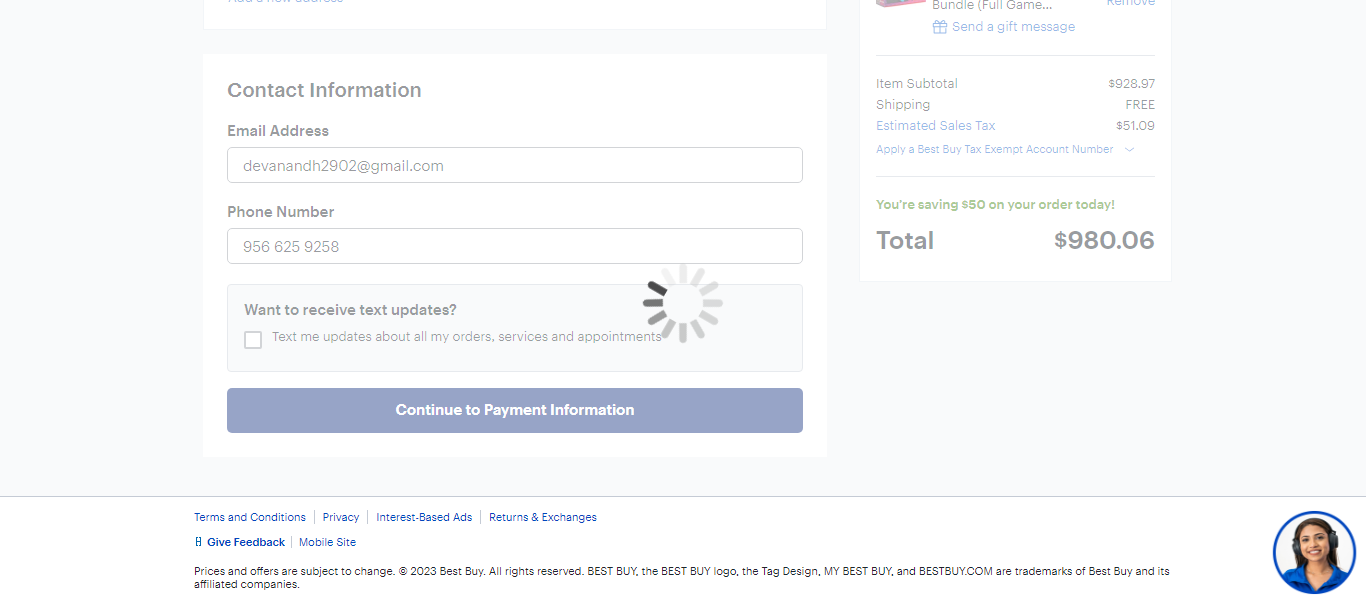 Add a new address
Contact Information
Email Address
devanandh2902@gmail.com
Phone Number
956 625 9258
Want to receive text updates?
Text me updates about all my orders, services and appointments
Continue to Payment Information
Bundle (Full Game...
Remove
Send a gift message
Item Subtotal $928.97
Shipping FREE
Estimated Sales Tax $51.09
Apply a Best Buy Tax Exempt Account Number
You're saving $50 on your order today!
Total $980.06
Terms and Conditions Privacy Interest-Based Ads Returns & Exchanges
Give Feedback Mobile Site
Prices and offers are subject to change. © 2023 Best Buy. All rights reserved. BEST BUY, the BEST BUY logo, the Tag Design, MY BEST BUY, and BESTBUY.COM are trademarks of Best Buy and its
affiliated companies.